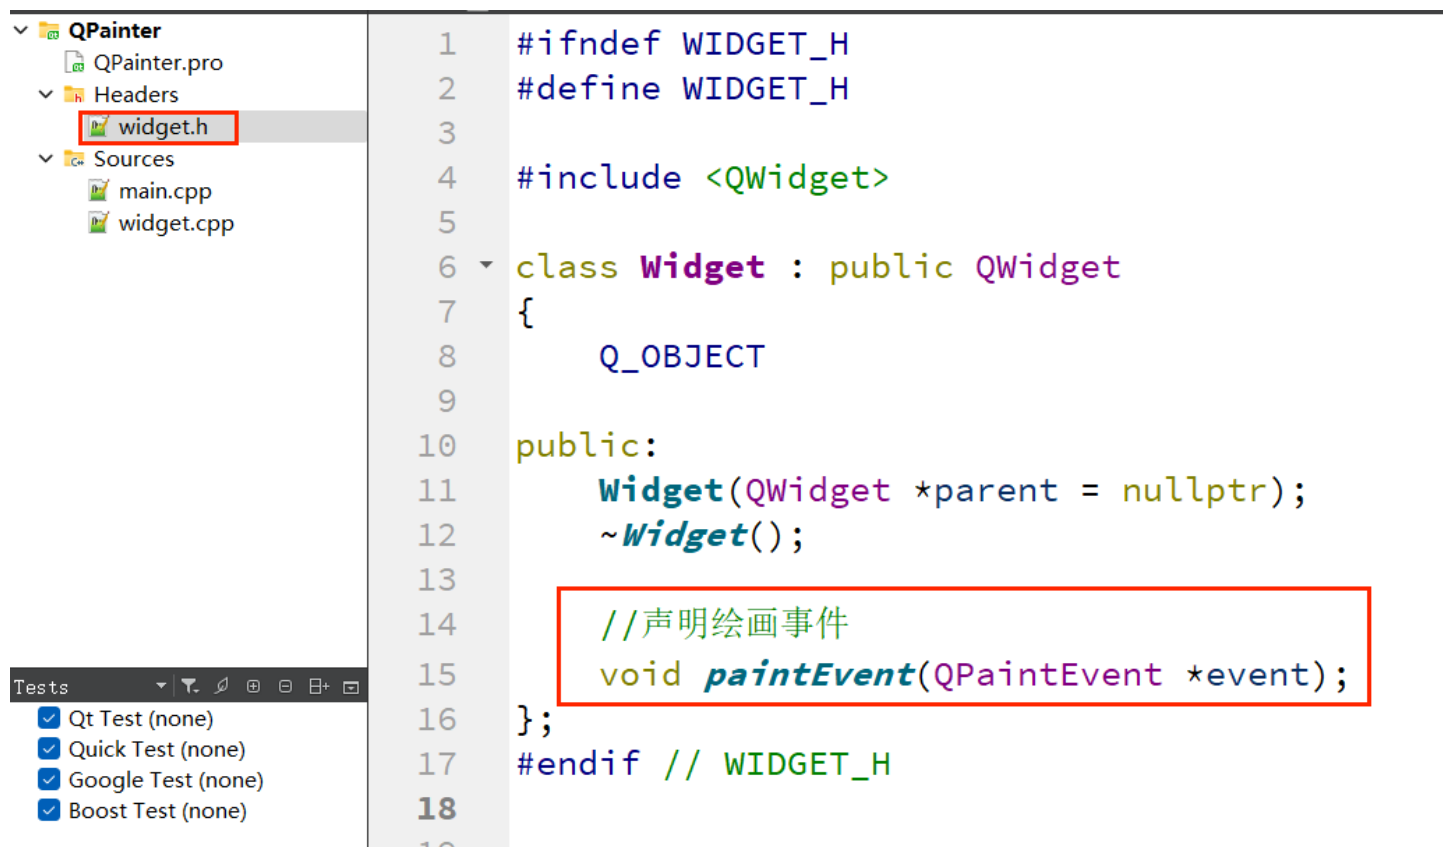 QPainter
QPainter.pro
Headers
widget.h
Sources
main.cpp
widget.cpp
Tests
Qt Test (none)
Quick Test (none)
Google Test (none)
Boost Test (none)
1 #ifndef WIDGET_H
2 #define WIDGET_H
3
4 #include <QWidget>
5
6 class Widget : public QWidget
7 {
8 Q_OBJECT
9
10 public:
11 Widget(QWidget *parent = nullptr);
12 ~Widget();
13
14 //声明绘画事件
15 void paintEvent(QPaintEvent *event);
16 };
17 #endif // WIDGET_H
18